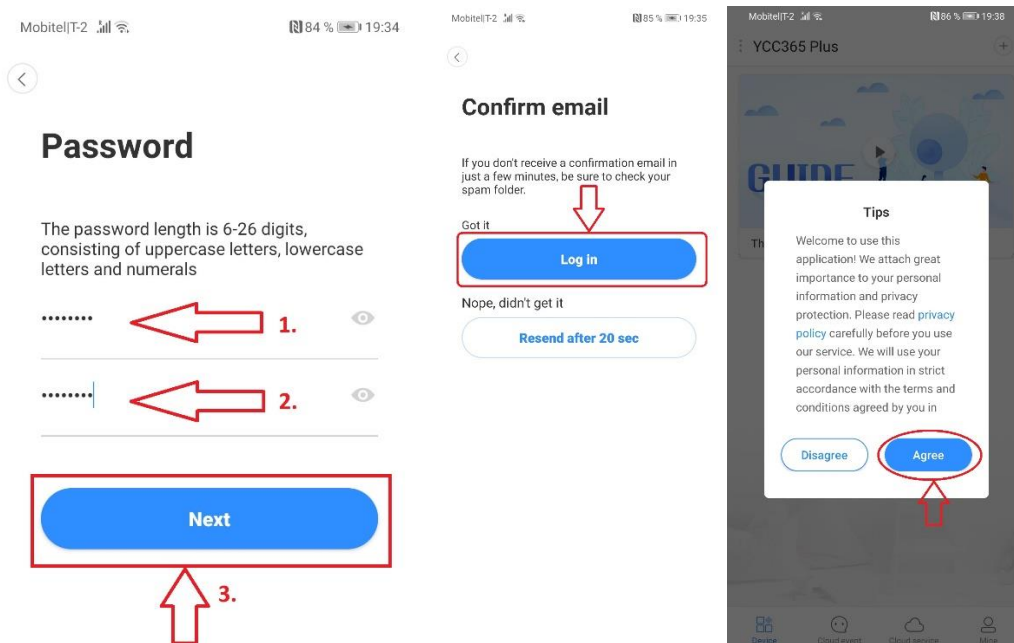 Mobitel|T-2 84 % 19:34
Password
The password length is 6-26 digits,
consisting of uppercase letters, lowercase
letters and numerals
•••••••• 1.
•••••••• 2.
Next
3.
Mobitel|T-2 85 % 19:35
Confirm email
If you don't receive a confirmation email in
just a few minutes, be sure to check your
spam folder.
Got it
Log in
Nope, didn't get it
Resend after 20 sec
Mobitel|T-2 86 % 19:38
YCC365 Plus
GUIDE
Th
Tips
Welcome to use this
application! We attach great
importance to your personal
information and privacy
protection. Please read privacy
policy carefully before you use
our service. We will use your
personal information in strict
accordance with the terms and
conditions agreed by you in
Disagree Agree
Device Cloud event Cloud service Mine